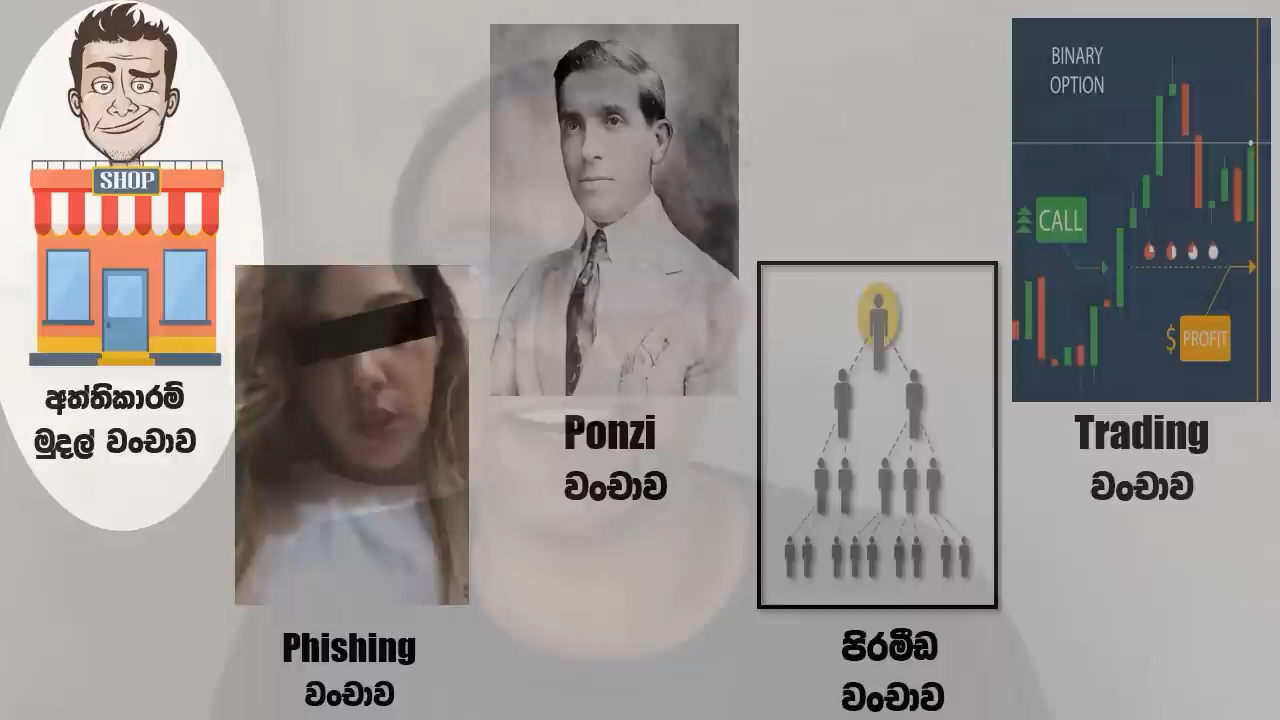 SHOP
අත්තිකාරම්
මුදල් වංචාව
Phishing
වංචාව
Ponzi
වංචාව
පිරමීඩ
වංචාව
BINARY
OPTION
CALL
$ PROFIT
Trading
වංචාව